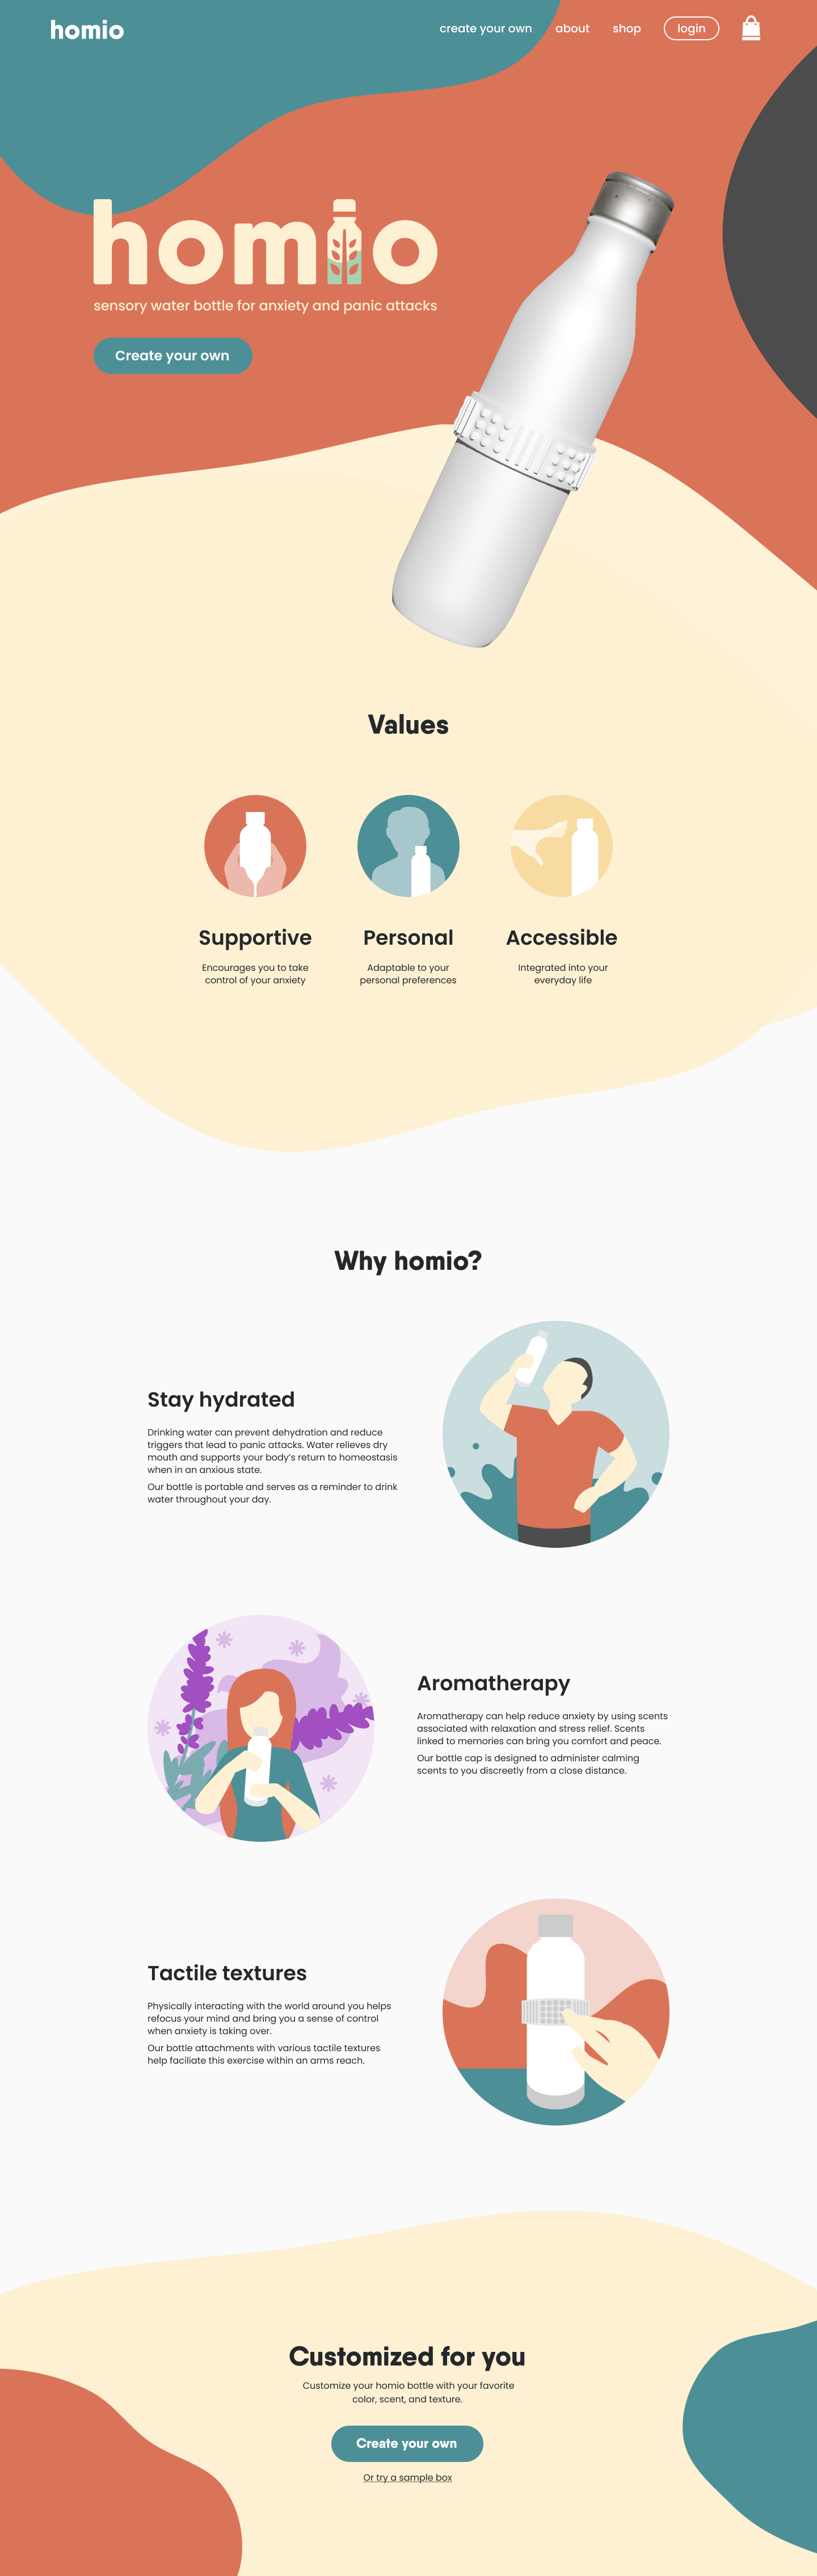 homio
create your own about shop login
homio
sensory water bottle for anxiety and panic attacks
Create your own
Values
Supportive
Encourages you to take
control of your anxiety
Personal
Adaptable to your
personal preferences
Accessible
Integrated into your
everyday life
Why homio?
Stay hydrated
Drinking water can prevent dehydration and reduce
triggers that lead to panic attacks. Water relieves dry
mouth and supports your body's return to homeostasis
when in an anxious state.
Our bottle is portable and serves as a reminder to drink
water throughout your day.
Aromatherapy
Aromatherapy can help reduce anxiety by using scents
associated with relaxation and stress relief. Scents
linked to memories can bring you comfort and peace.
Our bottle cap is designed to administer calming
scents to you discreetly from a close distance.
Tactile textures
Physically interacting with the world around you helps
refocus your mind and bring you a sense of control
when anxiety is taking over.
Our bottle attachments with various tactile textures
help faciliate this exercise within an arms reach.
Customized for you
Customize your homio bottle with your favorite
color, scent, and texture.
Create your own
Or try a sample box